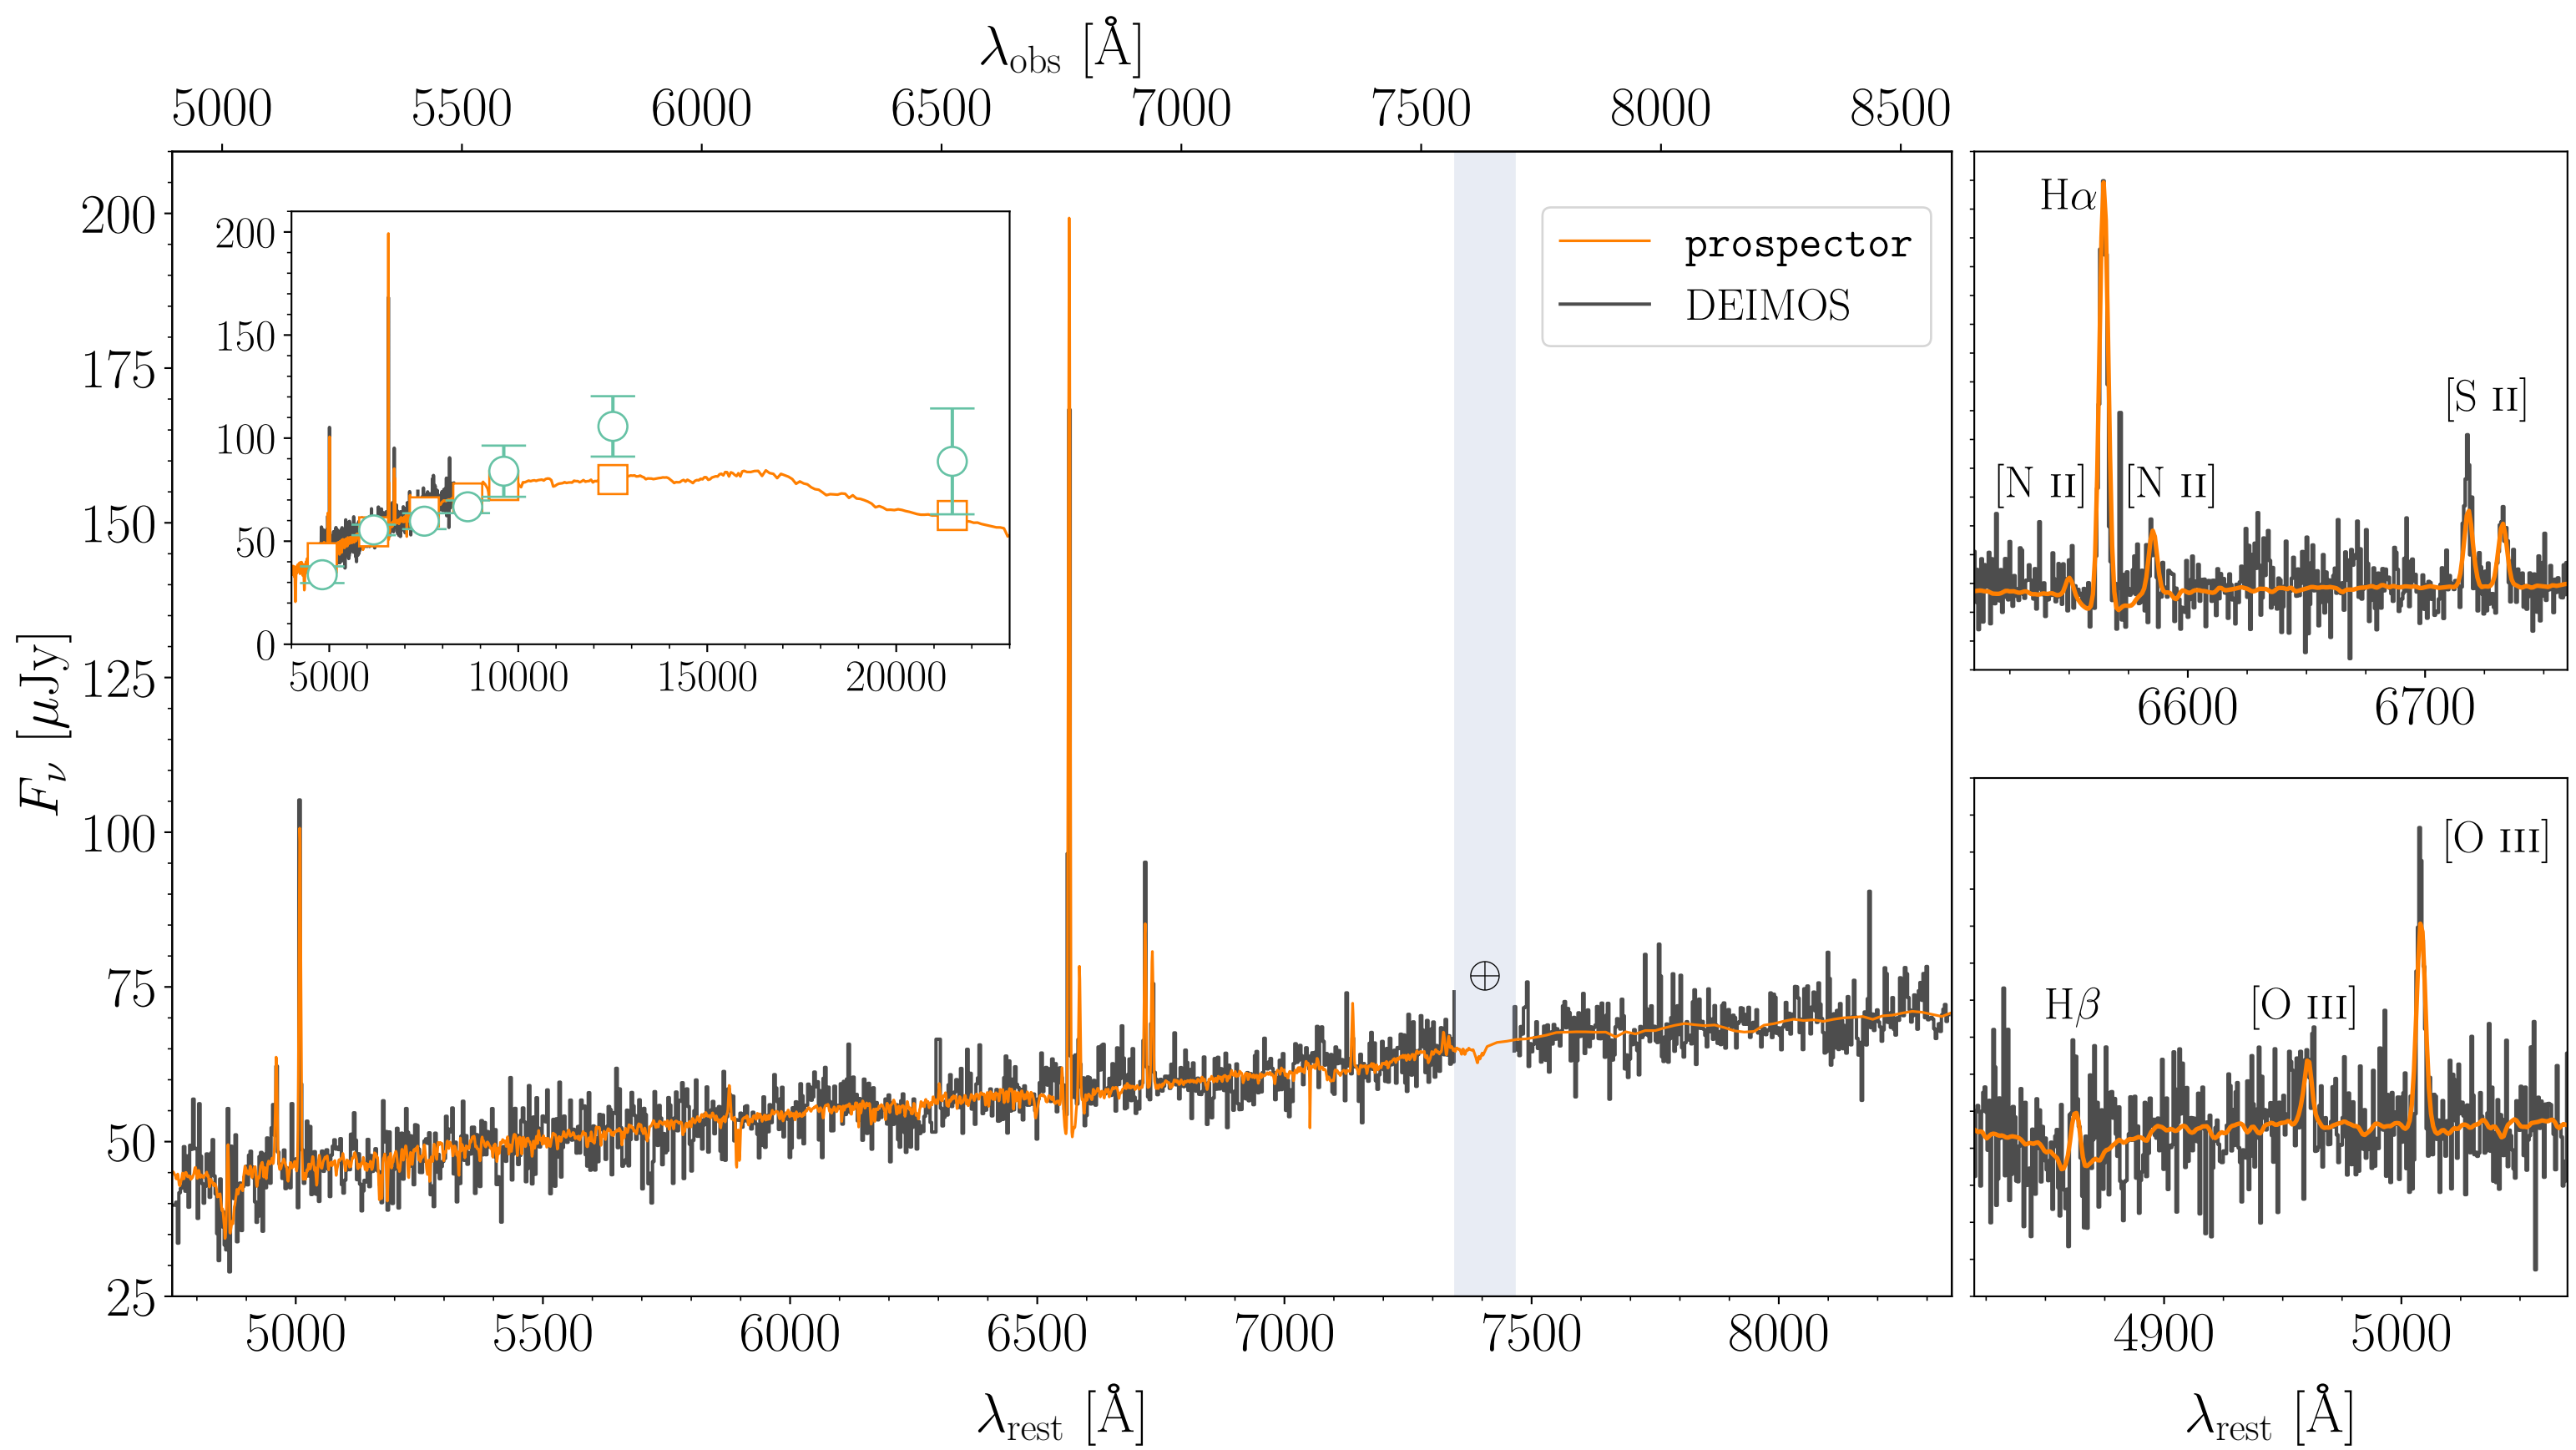 λobs [Å]
5000 5500 6000 6500 7000 7500 8000 8500
Fν [μJy]
200
175
150
125
100
75
50
25
200
150
100
50
0
5000 10000 15000 20000
prospector
DEIMOS
⊕
5000 5500 6000 6500 7000 7500 8000
λrest [Å]
Hα
[S II]
[N II] [N II]
6600 6700
[O III]
Hβ [O III]
4900 5000
λrest [Å]